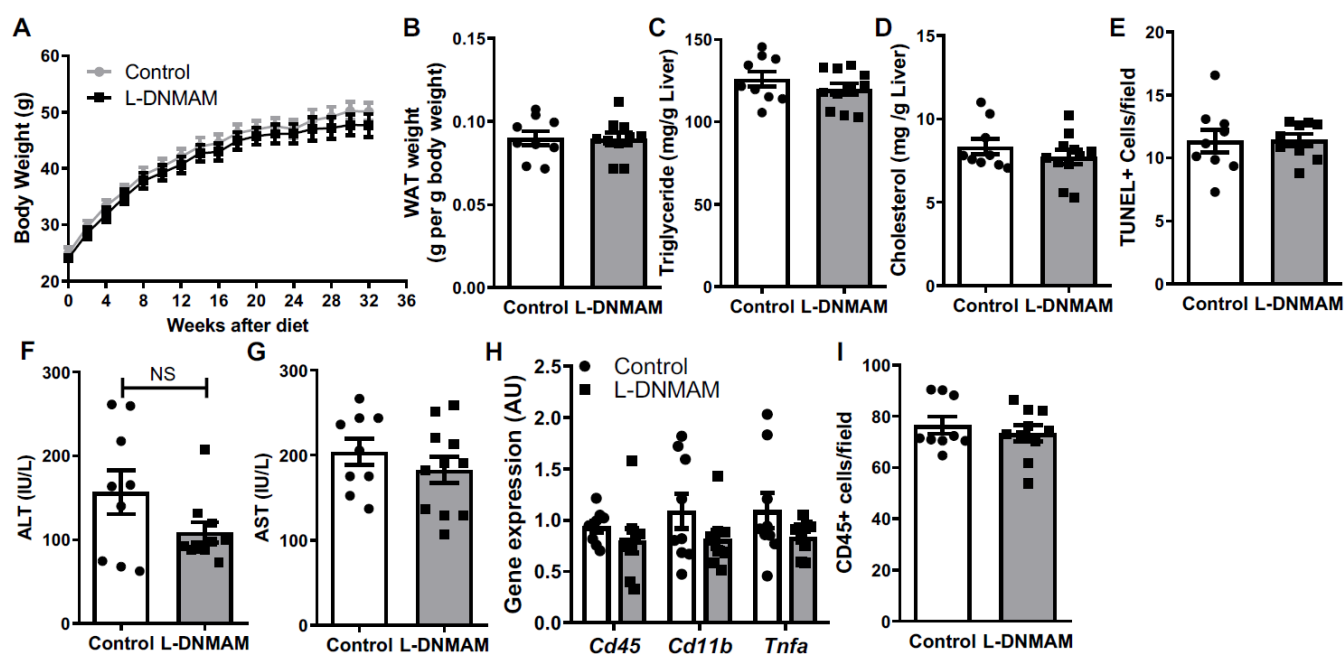 A
Control
L-DNMAM
Body Weight (g)
60
50
40
30
20
0 4 8 12 16 20 24 28 32 36
Weeks after diet
B
WAT weight
(g per g body weight)
0.15
0.10
0.05
0.00
Control L-DNMAM
C
Triglyceride (mg/g Liver)
150
100
50
0
Control L-DNMAM
D
Cholesterol (mg /g Liver)
15
10
5
0
Control L-DNMAM
E
TUNEL+ Cells/field
20
15
10
5
0
Control L-DNMAM
F
NS
ALT (IU/L)
300
200
100
0
Control L-DNMAM
G
AST (IU/L)
300
200
100
0
Control L-DNMAM
H
Control
L-DNMAM
Gene expression (AU)
2.5
2.0
1.5
1.0
0.5
0.0
Cd45 Cd11b Tnfa
I
CD45+ cells/field
100
80
60
40
20
0
Control L-DNMAM